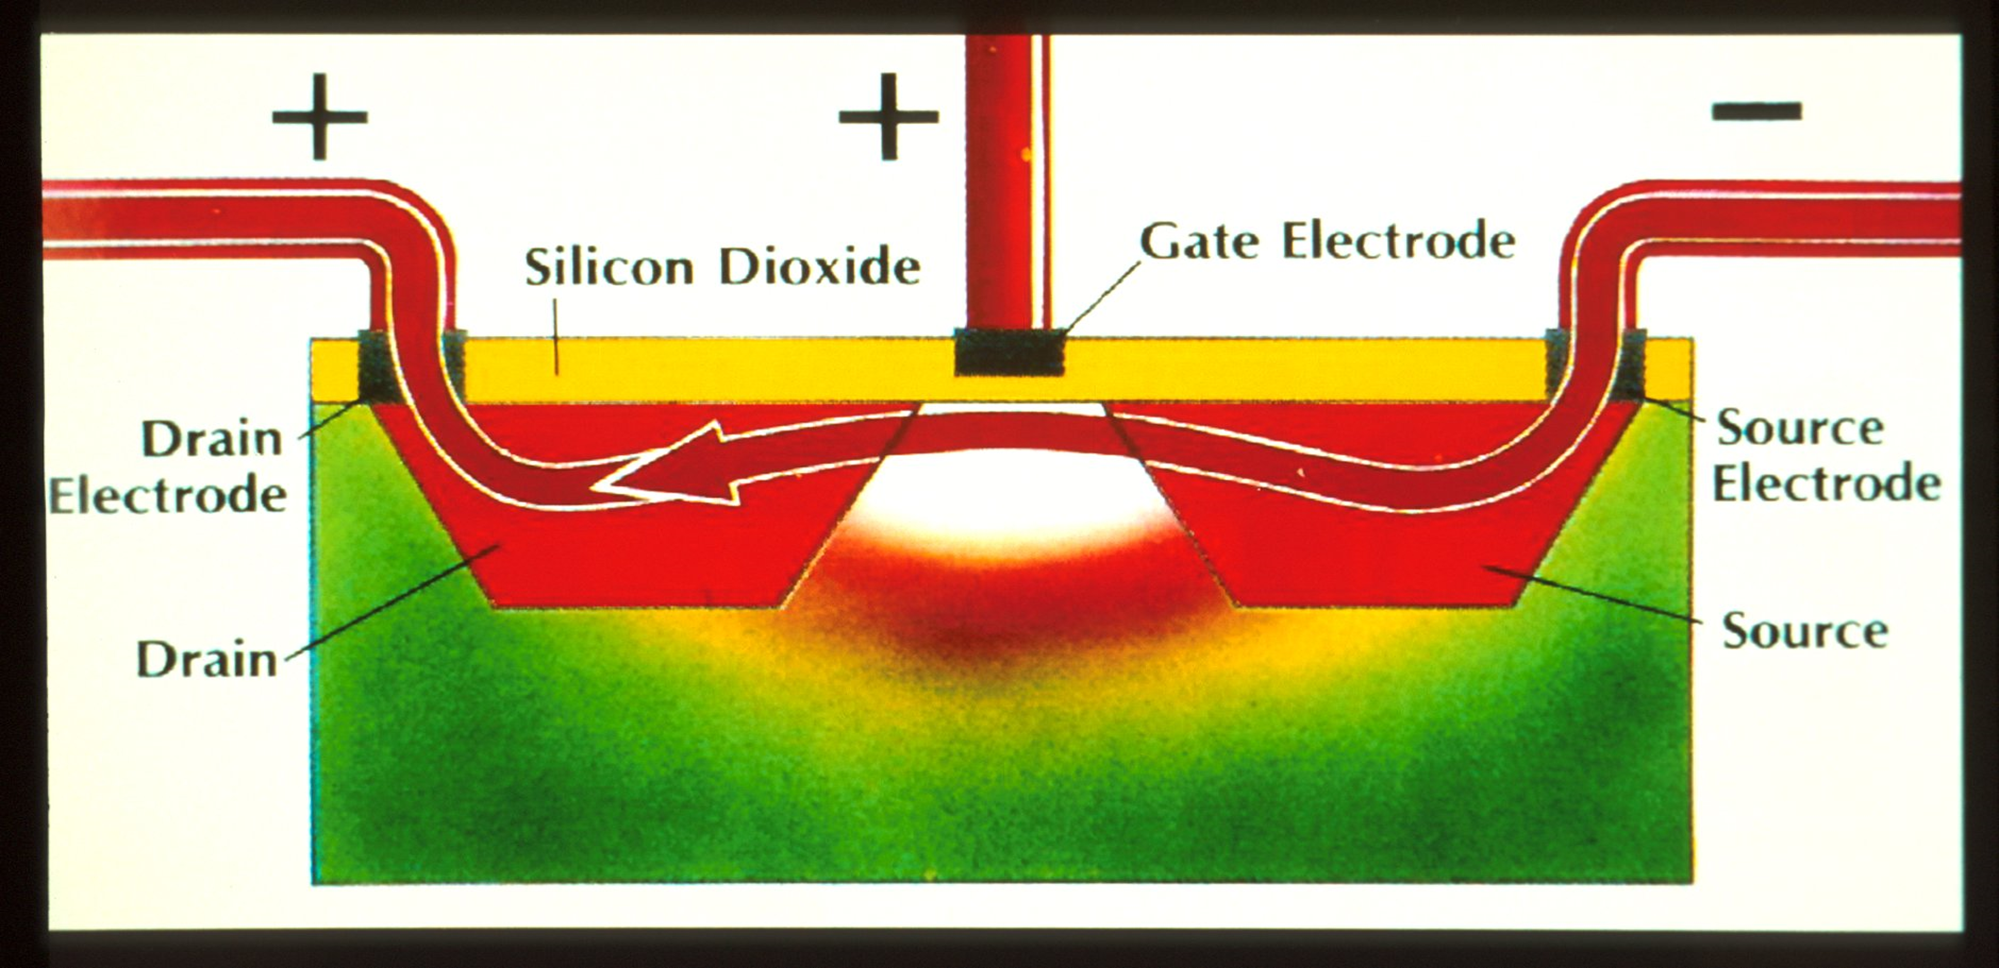 +
+
−
Silicon Dioxide
Gate Electrode
Drain
Electrode
Source
Electrode
Drain
Source